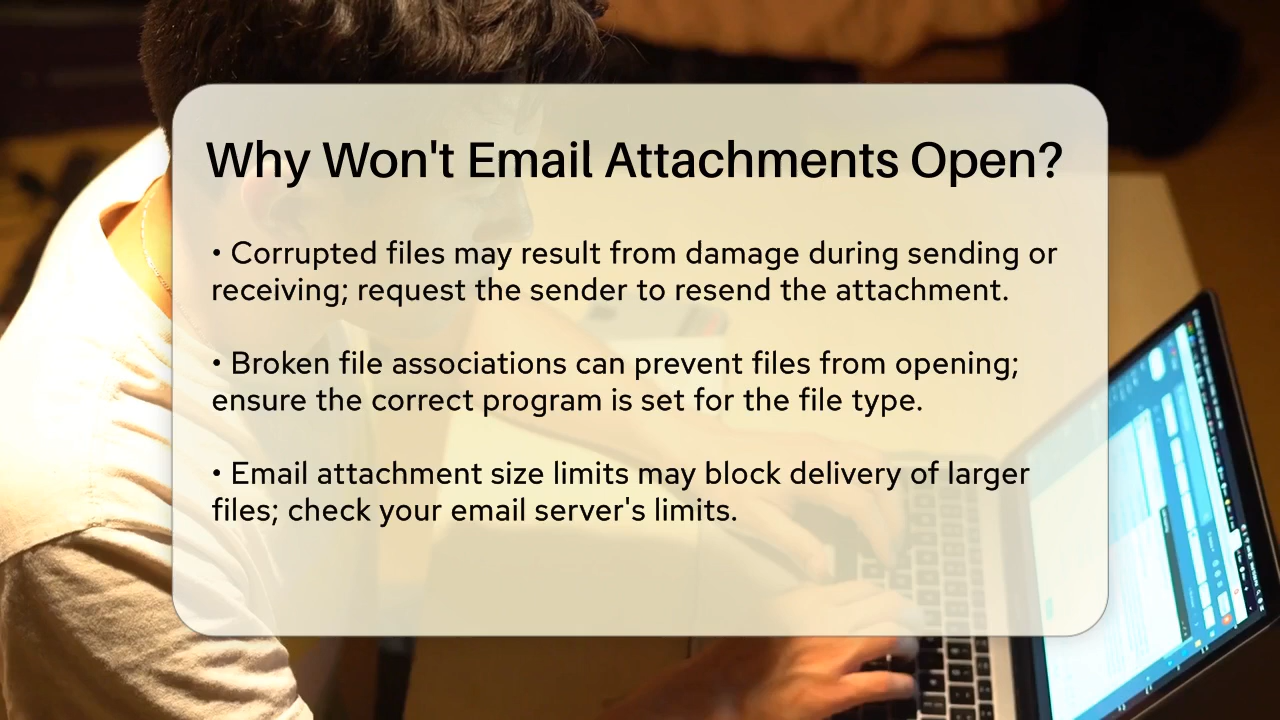 Why Won't Email Attachments Open?
• Corrupted files may result from damage during sending or
receiving; request the sender to resend the attachment.
• Broken file associations can prevent files from opening;
ensure the correct program is set for the file type.
• Email attachment size limits may block delivery of larger
files; check your email server's limits.